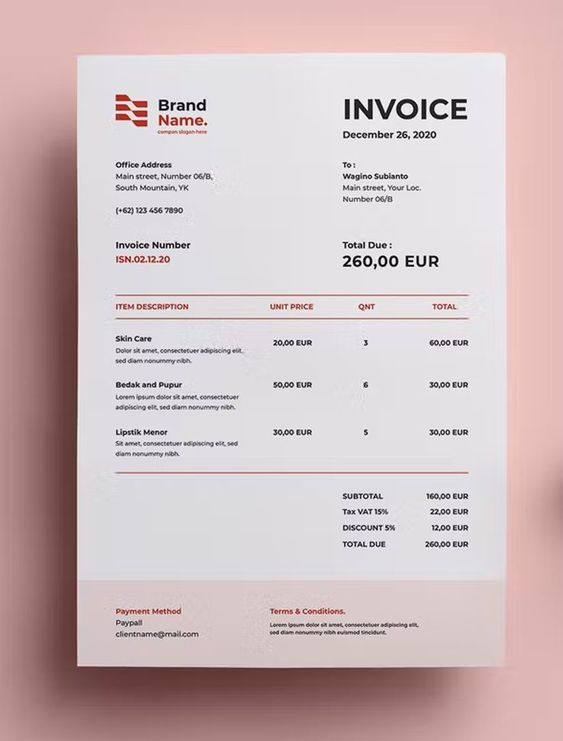 Brand
Name.
compan slogan here
INVOICE
December 26, 2020
Office Address
Main street, Number 06/B,
South Mountain, YK
(+62) 123 456 7890
To :
Wagino Subianto
Main street, Your Loc.
Number 06/B
Invoice Number
ISN.02.12.20
Total Due :
260,00 EUR
ITEM DESCRIPTION UNIT PRICE QNT TOTAL
Skin Care 20,00 EUR 3 60,00 EUR
Dolor sit amet, consectetuer adipiscing elit,
sed diam nonummy nibh.
Bedak and Pupur 50,00 EUR 6 30,00 EUR
Lorem ipsum dolor sit amet, consectetuer
adipiscing elit, sed diam nonummy nibh.
Lipstik Menor 30,00 EUR 5 30,00 EUR
Sit amet, consectetuer adipiscing elit, sed
diam nonummy nibh.
SUBTOTAL 160,00 EUR
Tax VAT 15% 22,00 EUR
DISCOUNT 5% 12,00 EUR
TOTAL DUE 260,00 EUR
Payment Method
Paypall
clientname@mail.com
Terms & Conditions.
Lorem ipsum dolor sit amet, consectetuer adipiscing elit,
sed diam nonummy nibh euismod tincidunt.